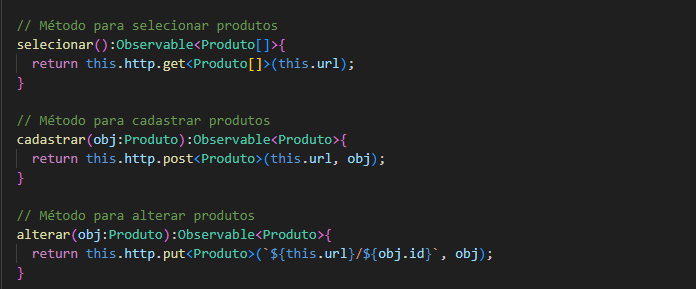 // Método para selecionar produtos
selecionar():Observable<Produto[]>{
  return this.http.get<Produto[]>(this.url);
}
// Método para cadastrar produtos
cadastrar(obj:Produto):Observable<Produto>{
  return this.http.post<Produto>(this.url, obj);
}
// Método para alterar produtos
alterar(obj:Produto):Observable<Produto>{
  return this.http.put<Produto>(`${this.url}/${obj.id}`, obj);
}